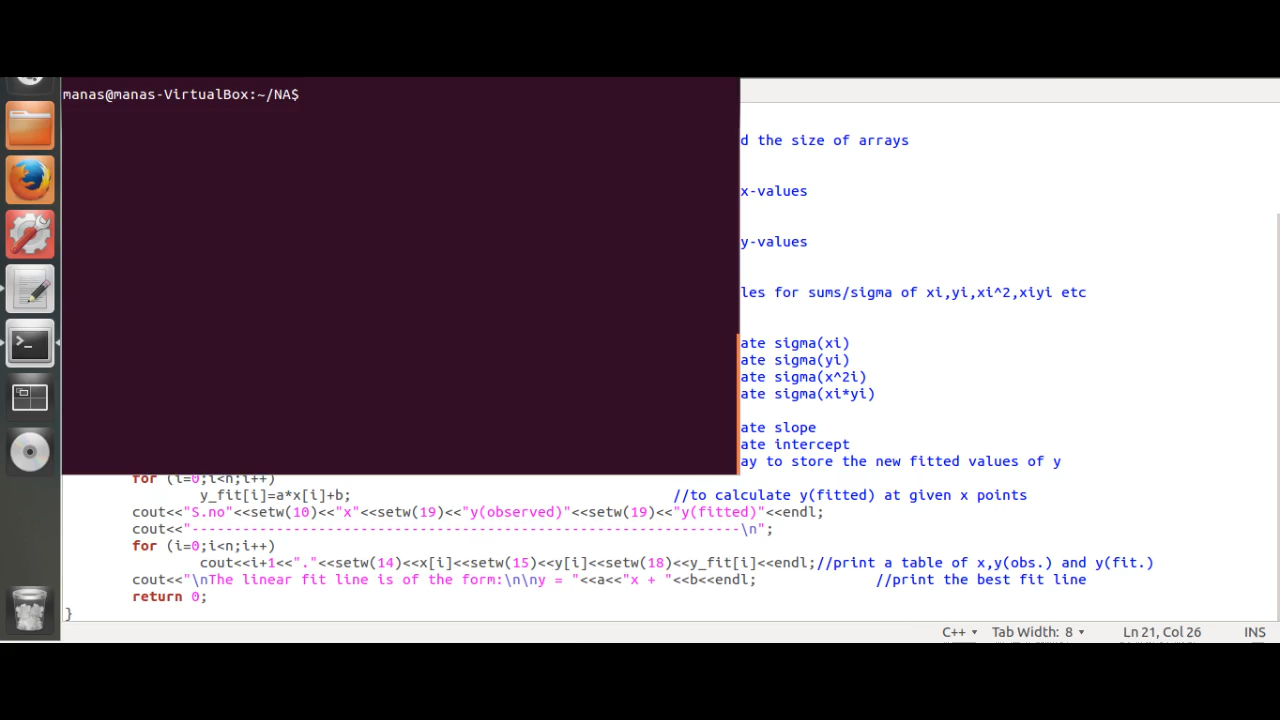 manas@manas-VirtualBox:~/NA$
d the size of arrays
x-values
y-values
les for sums/sigma of xi,yi,xi^2,xiyi etc
ate sigma(xi)
ate sigma(yi)
ate sigma(x^2i)
ate sigma(xi*yi)
ate slope
ate intercept
ay to store the new fitted values of y
for (i=0;i<n;i++)
y_fit[i]=a*x[i]+b; //to calculate y(fitted) at given x points
cout<<"S.no"<<setw(10)<<"x"<<setw(19)<<"y(observed)"<<setw(19)<<"y(fitted)"<<endl;
cout<<"-----------------------------------------------------------------\n";
for (i=0;i<n;i++)
cout<<i+1<<"."<<setw(14)<<x[i]<<setw(15)<<y[i]<<setw(18)<<y_fit[i]<<endl;//print a table of x,y(obs.) and y(fit.)
cout<<"\nThe linear fit line is of the form:\n\ny = "<<a<<"x + "<<b<<endl; //print the best fit line
return 0;
}
C++ Tab Width: 8 Ln 21, Col 26 INS